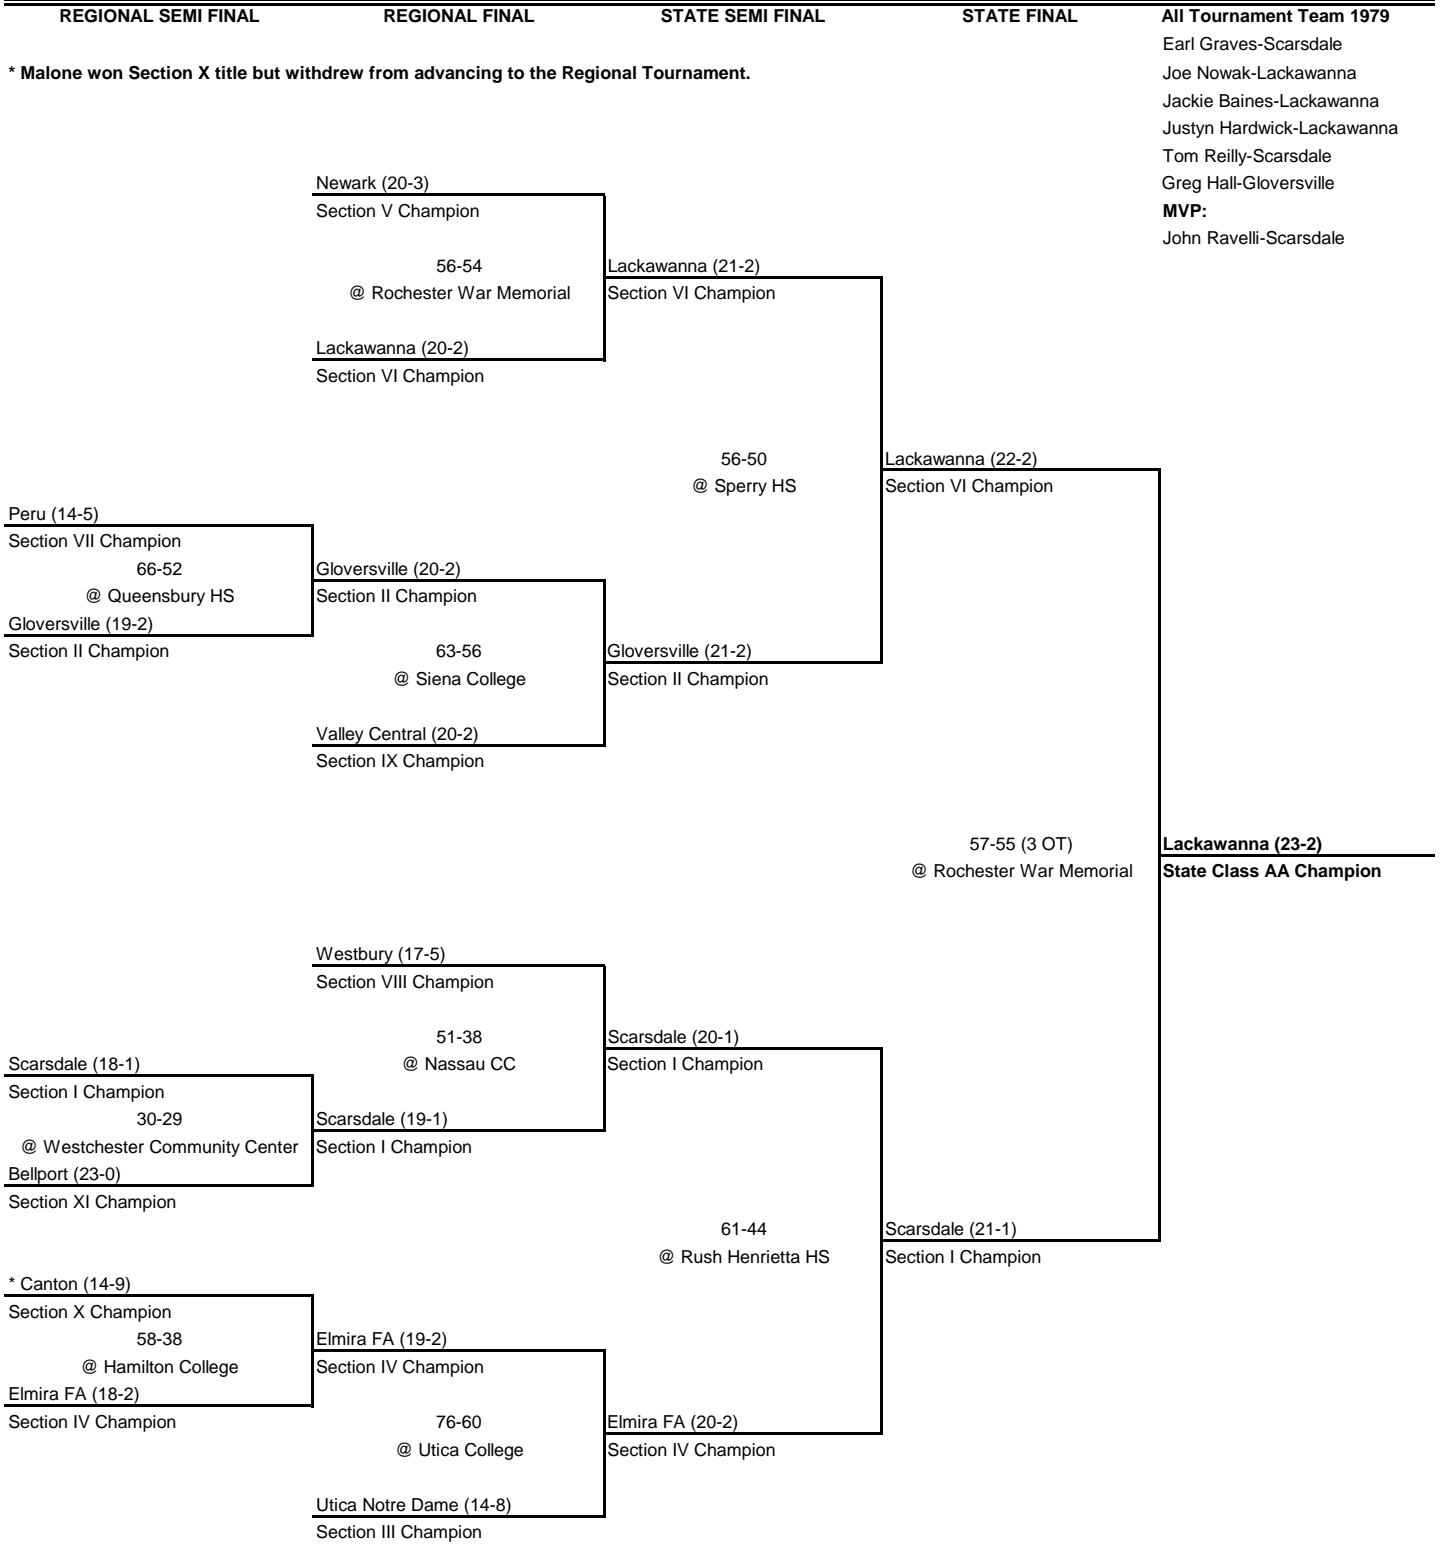 REGIONAL SEMI FINAL REGIONAL FINAL STATE SEMI FINAL STATE FINAL All Tournament Team 1979
Earl Graves-Scarsdale
* Malone won Section X title but withdrew from advancing to the Regional Tournament. Joe Nowak-Lackawanna
Jackie Baines-Lackawanna
Justyn Hardwick-Lackawanna
Tom Reilly-Scarsdale
Newark (20-3) Greg Hall-Gloversville
Section V Champion MVP:
John Ravelli-Scarsdale
56-54 Lackawanna (21-2)
@ Rochester War Memorial Section VI Champion
Lackawanna (20-2)
Section VI Champion
56-50 Lackawanna (22-2)
@ Sperry HS Section VI Champion
Peru (14-5)
Section VII Champion
66-52 Gloversville (20-2)
@ Queensbury HS Section II Champion
Gloversville (19-2)
Section II Champion 63-56 Gloversville (21-2)
@ Siena College Section II Champion
Valley Central (20-2)
Section IX Champion
57-55 (3 OT) Lackawanna (23-2)
@ Rochester War Memorial State Class AA Champion
Westbury (17-5)
Section VIII Champion
51-38 Scarsdale (20-1)
Scarsdale (18-1) @ Nassau CC Section I Champion
Section I Champion
30-29 Scarsdale (19-1)
@ Westchester Community Center Section I Champion
Bellport (23-0)
Section XI Champion
61-44 Scarsdale (21-1)
@ Rush Henrietta HS Section I Champion
* Canton (14-9)
Section X Champion
58-38 Elmira FA (19-2)
@ Hamilton College Section IV Champion
Elmira FA (18-2)
Section IV Champion 76-60 Elmira FA (20-2)
@ Utica College Section IV Champion
Utica Notre Dame (14-8)
Section III Champion